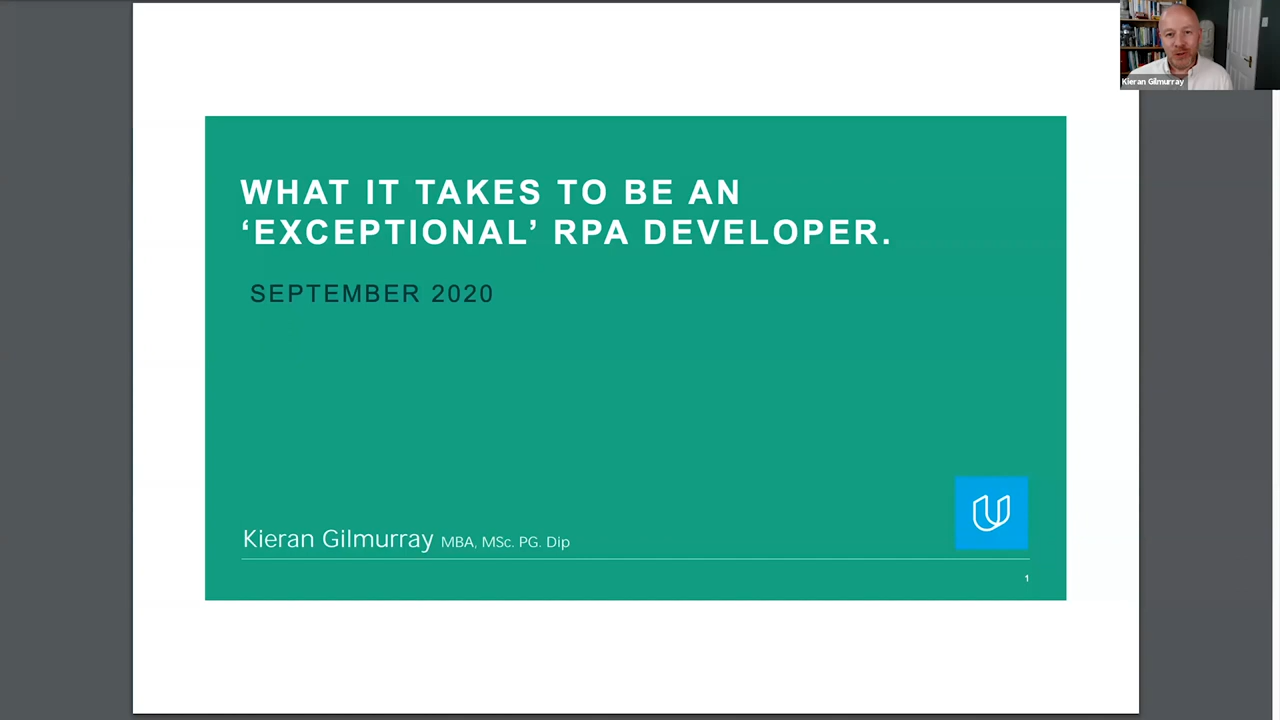 Kieran Gilmurray
WHAT IT TAKES TO BE AN
‘EXCEPTIONAL’ RPA DEVELOPER.
SEPTEMBER 2020
Kieran Gilmurray MBA, MSc. PG. Dip
1